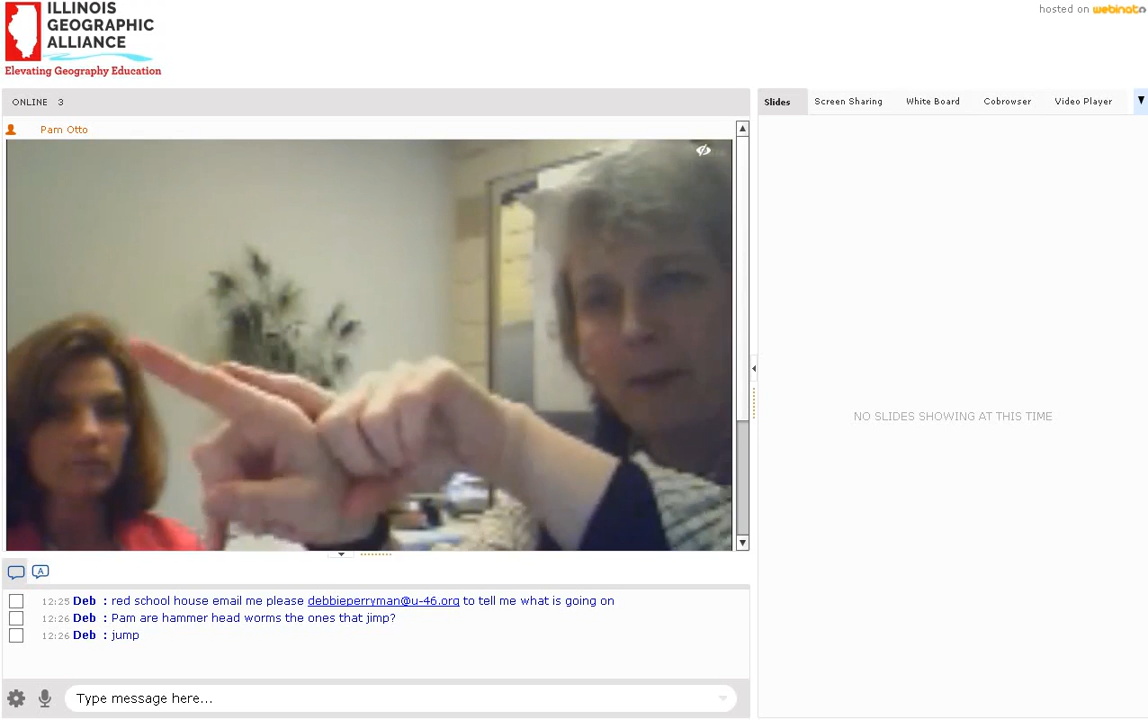 ILLINOIS
GEOGRAPHIC
ALLIANCE
Elevating Geography Education
hosted on webinato
ONLINE 3
Pam Otto
Slides Screen Sharing White Board Cobrowser Video Player
NO SLIDES SHOWING AT THIS TIME
A
12:25 Deb : red school house email me please debbieperryman@u-46.org to tell me what is going on
12:26 Deb : Pam are hammer head worms the ones that jimp?
12:26 Deb : jump
Type message here...